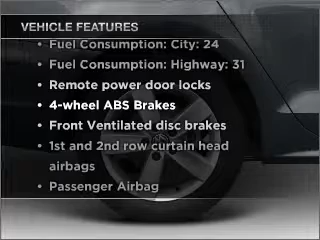 VEHICLE FEATURES
• Fuel Consumption: City: 24
• Fuel Consumption: Highway: 31
• Remote power door locks
• 4-wheel ABS Brakes
• Front Ventilated disc brakes
• 1st and 2nd row curtain head
airbags
• Passenger Airbag